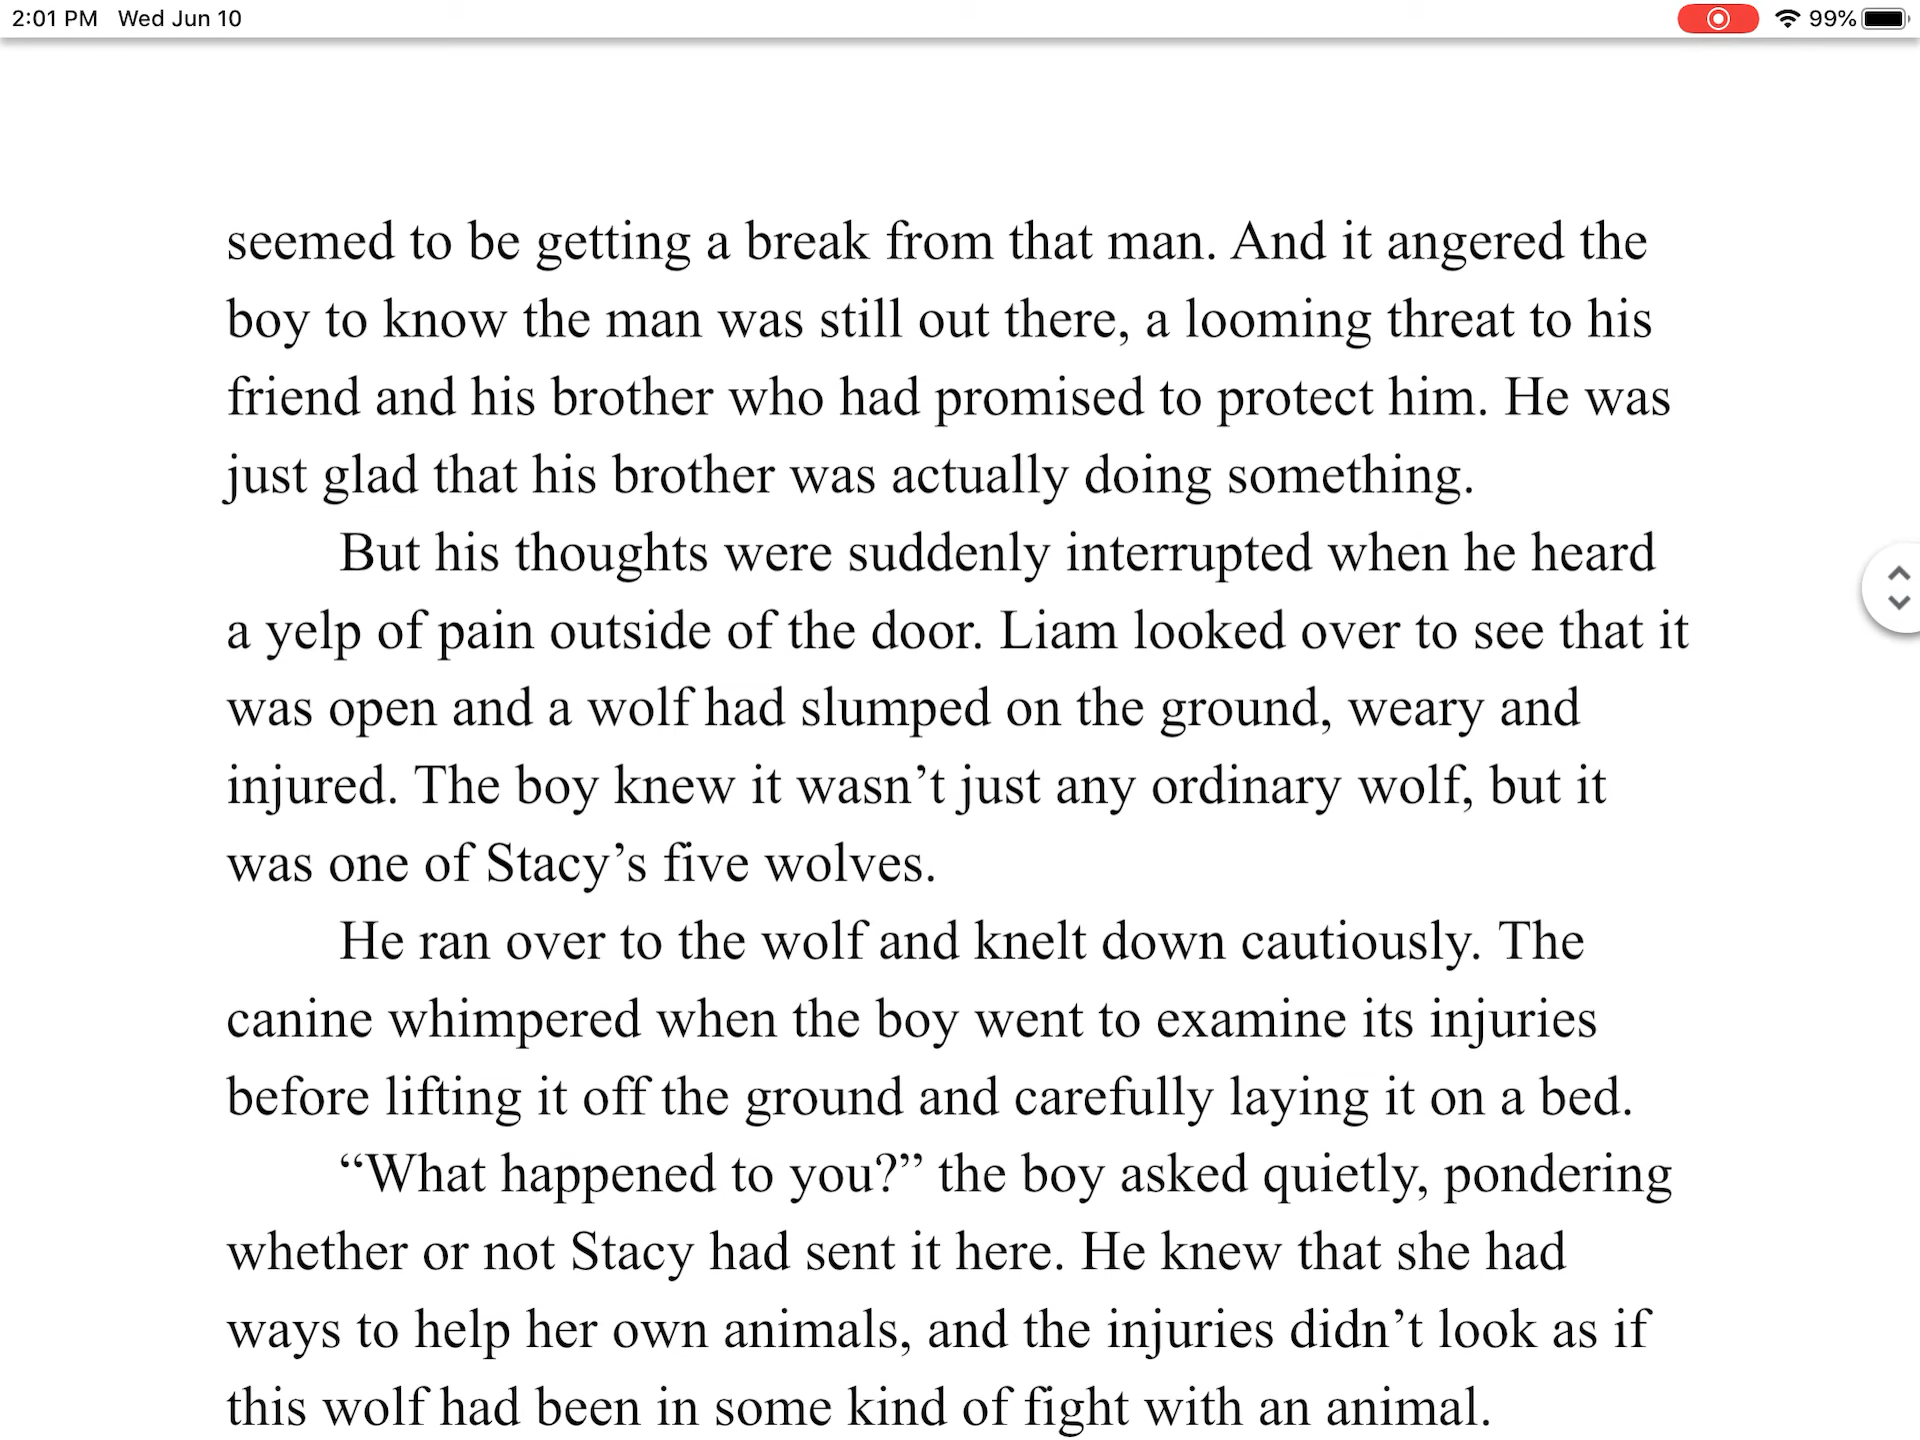 2:01 PM Wed Jun 10 99%
seemed to be getting a break from that man. And it angered the
boy to know the man was still out there, a looming threat to his
friend and his brother who had promised to protect him. He was
just glad that his brother was actually doing something.
But his thoughts were suddenly interrupted when he heard
a yelp of pain outside of the door. Liam looked over to see that it
was open and a wolf had slumped on the ground, weary and
injured. The boy knew it wasn’t just any ordinary wolf, but it
was one of Stacy’s five wolves.
He ran over to the wolf and knelt down cautiously. The
canine whimpered when the boy went to examine its injuries
before lifting it off the ground and carefully laying it on a bed.
“What happened to you?” the boy asked quietly, pondering
whether or not Stacy had sent it here. He knew that she had
ways to help her own animals, and the injuries didn’t look as if
this wolf had been in some kind of fight with an animal.